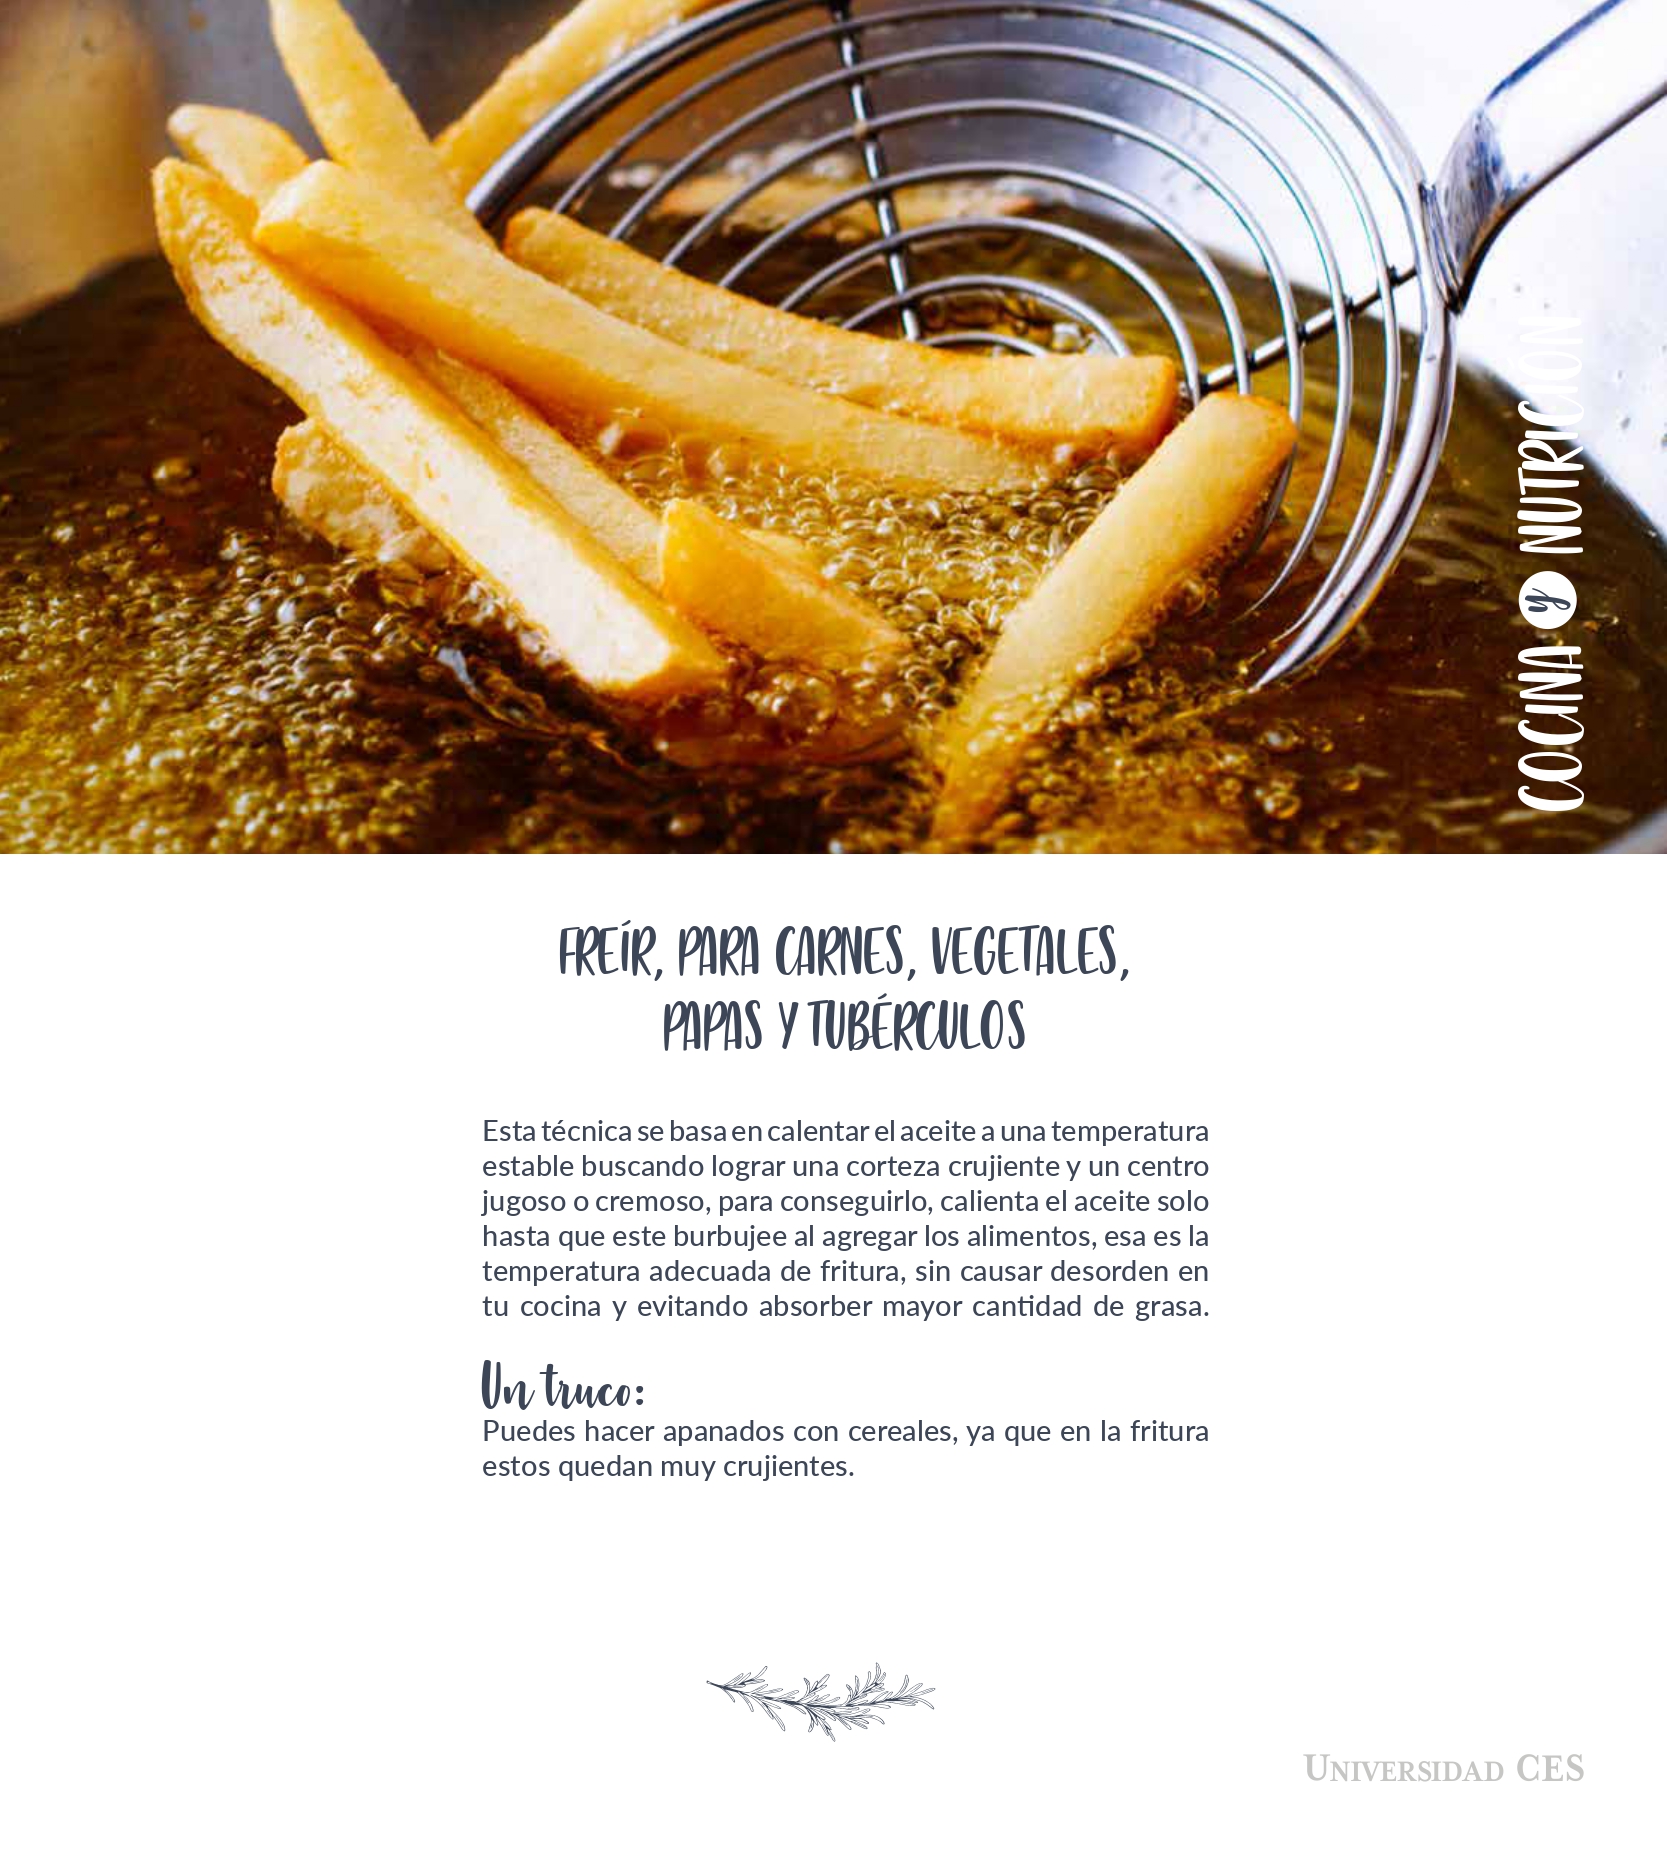 COCINA y NUTRICIÓN
FREÍR, PARA CARNES, VEGETALES,
PAPAS Y TUBÉRCULOS
Esta técnica se basa en calentar el aceite a una temperatura
estable buscando lograr una corteza crujiente y un centro
jugoso o cremoso, para conseguirlo, calienta el aceite solo
hasta que este burbujee al agregar los alimentos, esa es la
temperatura adecuada de fritura, sin causar desorden en
tu cocina y evitando absorber mayor cantidad de grasa.
Un truco:
Puedes hacer apanados con cereales, ya que en la fritura
estos quedan muy crujientes.
UNIVERSIDAD CES